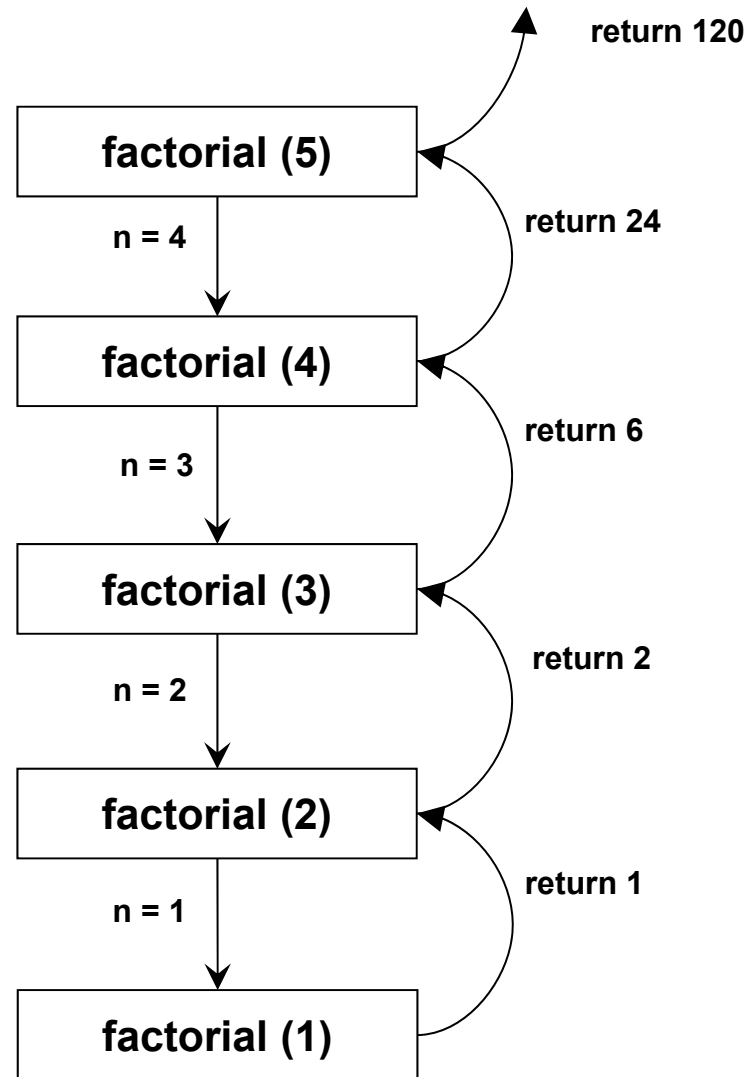 return 120
factorial (5)
n = 4
return 24
factorial (4)
n = 3
return 6
factorial (3)
n = 2
return 2
factorial (2)
n = 1
return 1
factorial (1)